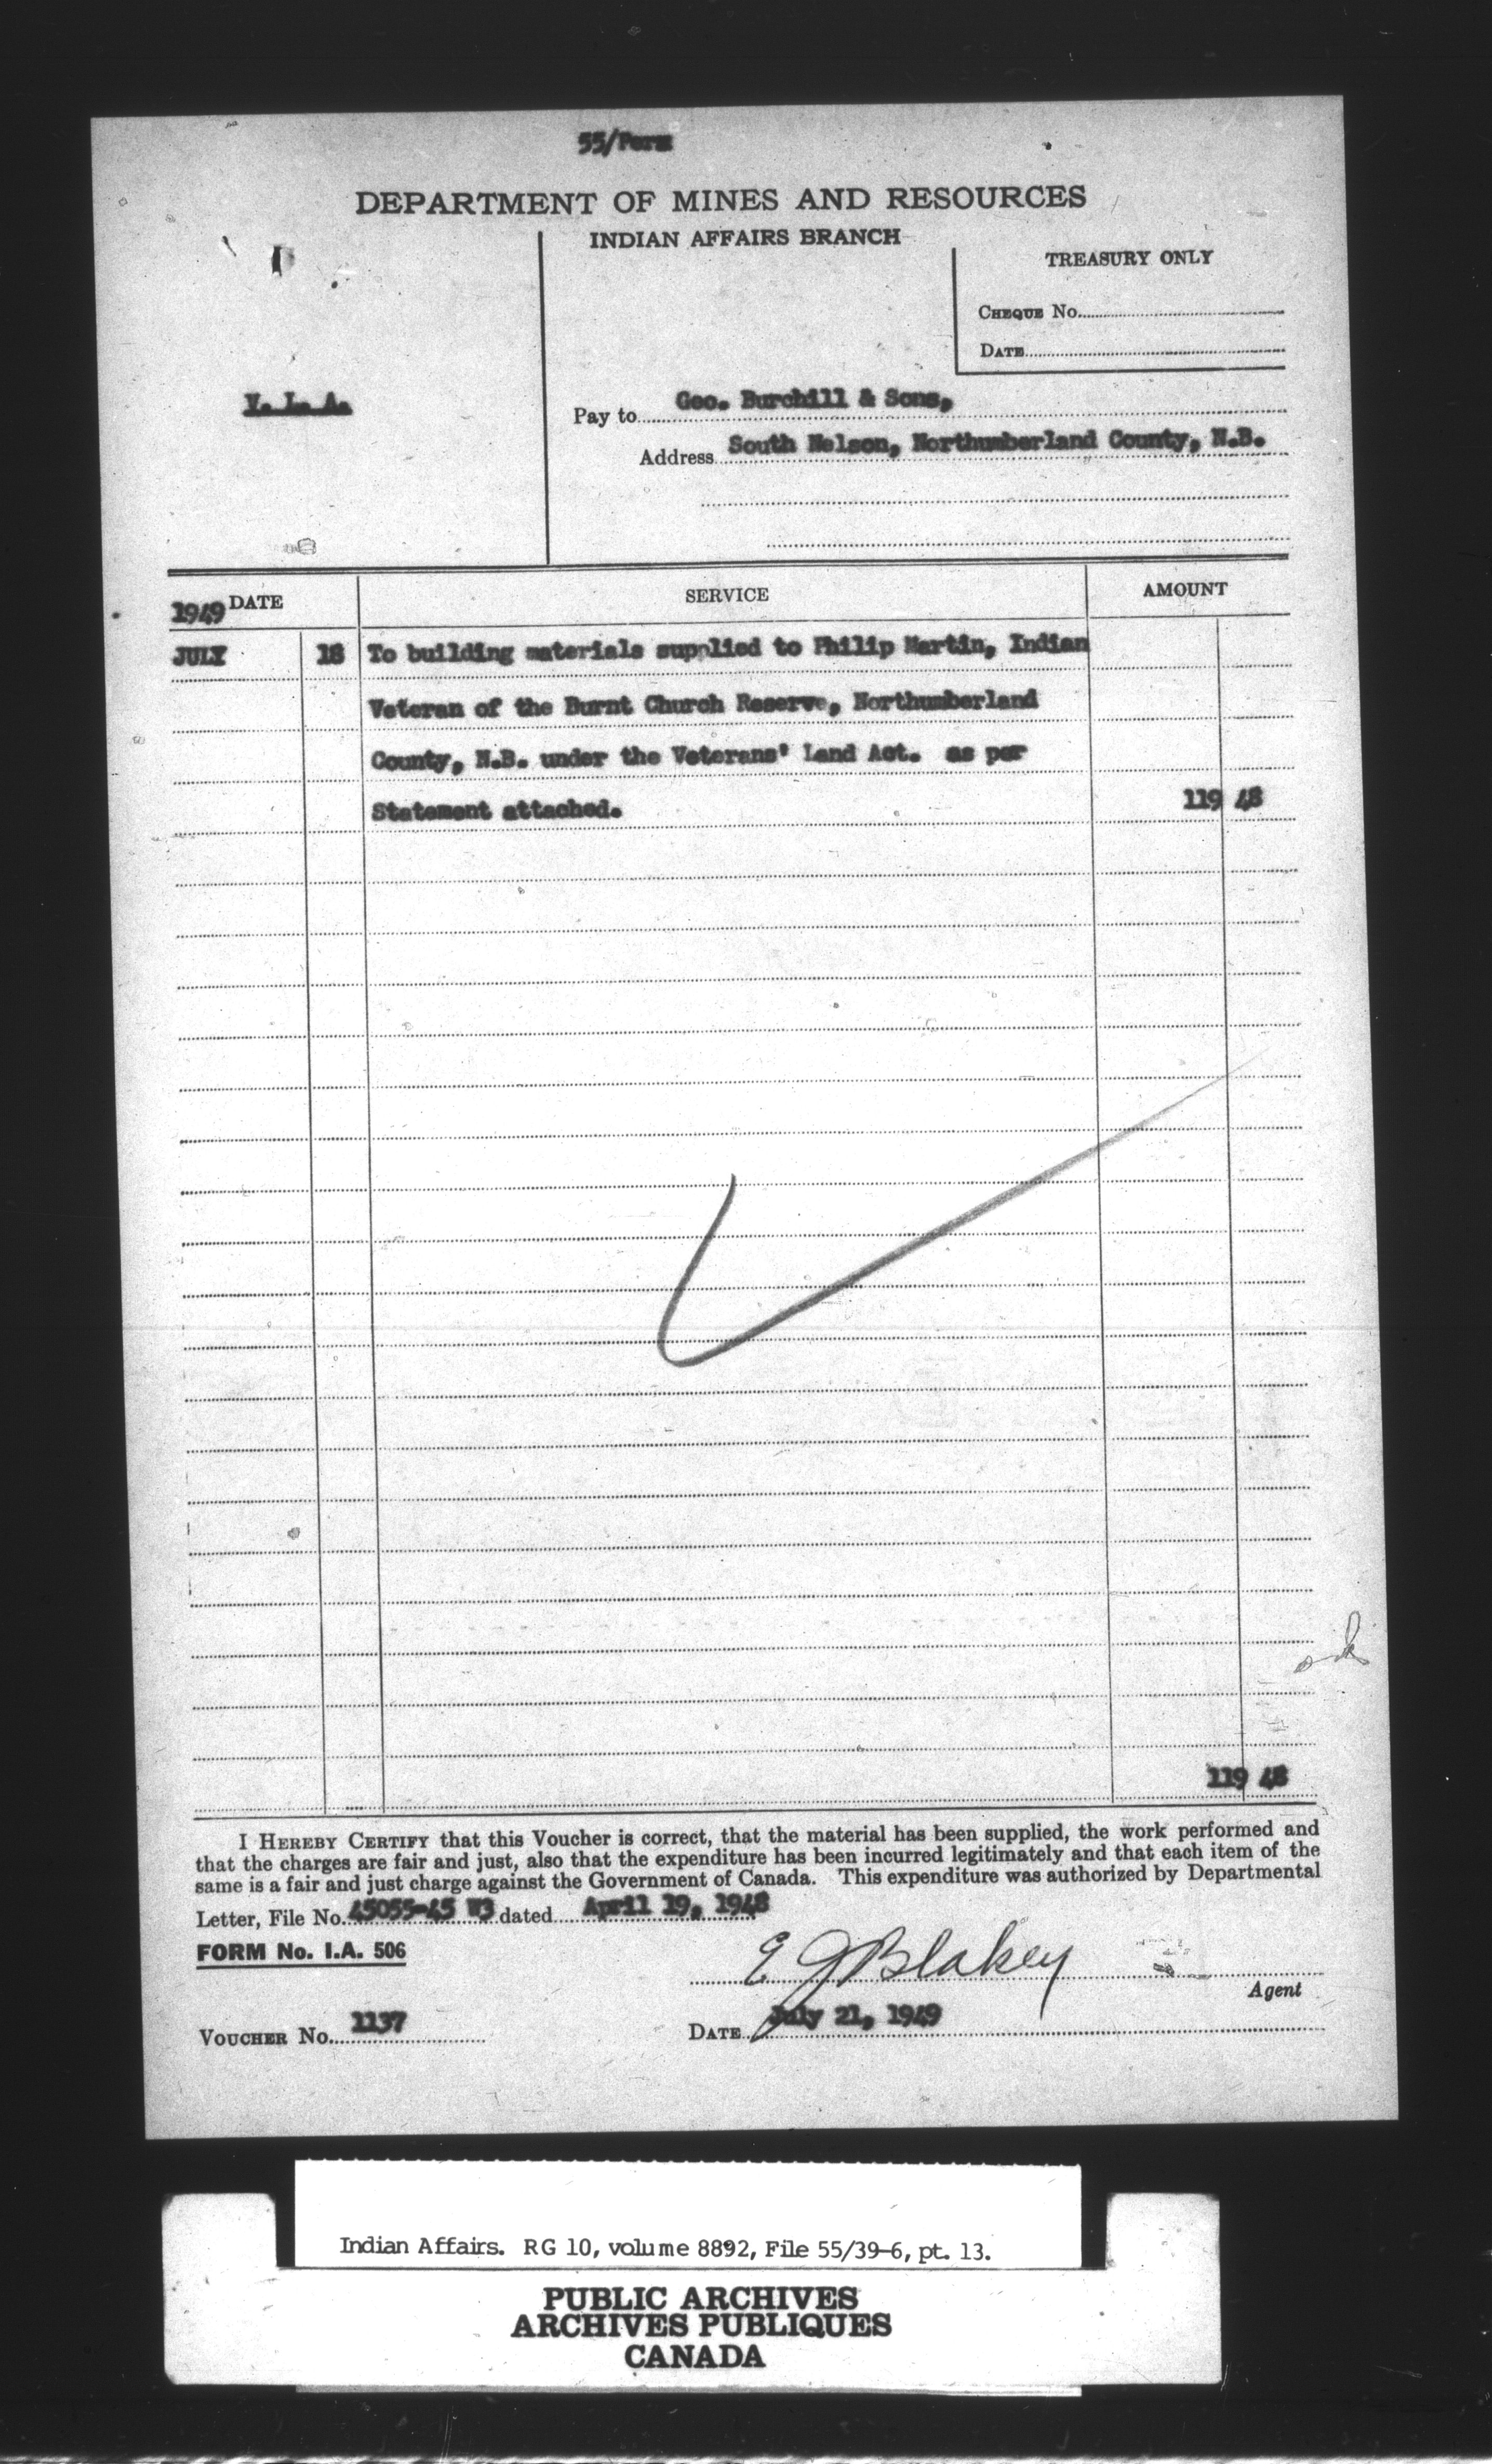 55/Perm
DEPARTMENT OF MINES AND RESOURCES
INDIAN AFFAIRS BRANCH
TREASURY ONLY
CHEQUE No.
DATE
V. L. A.
Pay to Geo. Burchill & Sons,
Address South Nelson, Northumberland County, N.B.
1949 DATE SERVICE AMOUNT
JULY 18 To building materials supplied to Philip Martin, Indian
Veteran of the Burnt Church Reserve, Northumberland
County, N.B. under the Veterans' Land Act. as per
Statement attached. 119 48
ok
119 48
I HEREBY CERTIFY that this Voucher is correct, that the material has been supplied, the work performed and
that the charges are fair and just, also that the expenditure has been incurred legitimately and that each item of the
same is a fair and just charge against the Government of Canada. This expenditure was authorized by Departmental
Letter, File No. 45055-45 W3 dated April 19, 1948
FORM No. I.A. 506
E G Blakey
Agent
VOUCHER No. 1137
DATE July 21, 1949
Indian Affairs. RG 10, volume 8892, File 55/39-6, pt. 13.
PUBLIC ARCHIVES
ARCHIVES PUBLIQUES
CANADA